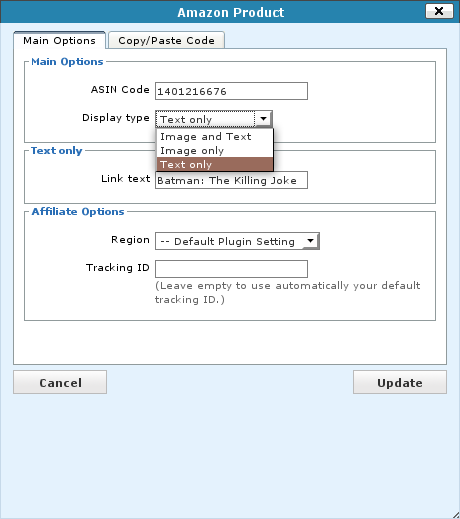 Amazon Product
Main Options Copy/Paste Code
Main Options
ASIN Code 1401216676
Display type Text only
Image and Text
Image only
Text only
Text only
Link text Batman: The Killing Joke
Affiliate Options
Region -- Default Plugin Setting
Tracking ID
(Leave empty to use automatically your default
tracking ID.)
Cancel Update